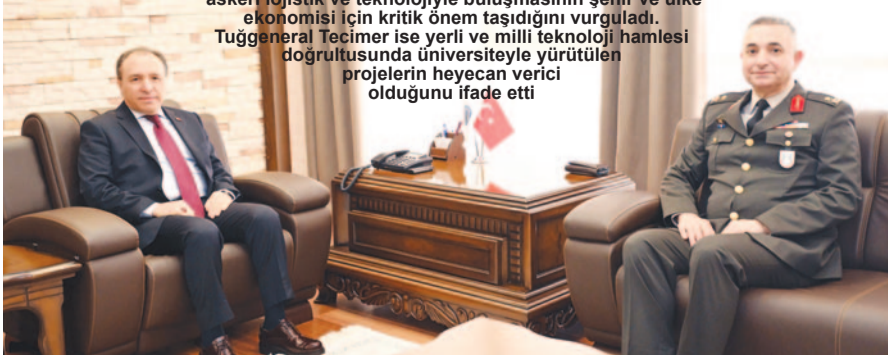 askeri lojistik ve teknolojiyle buluşmasının şehir ve ülke
ekonomisi için kritik önem taşıdığını vurguladı.
Tuğgeneral Tecimer ise yerli ve milli teknoloji hamlesi
doğrultusunda üniversiteyle yürütülen
projelerin heyecan verici
olduğunu ifade etti